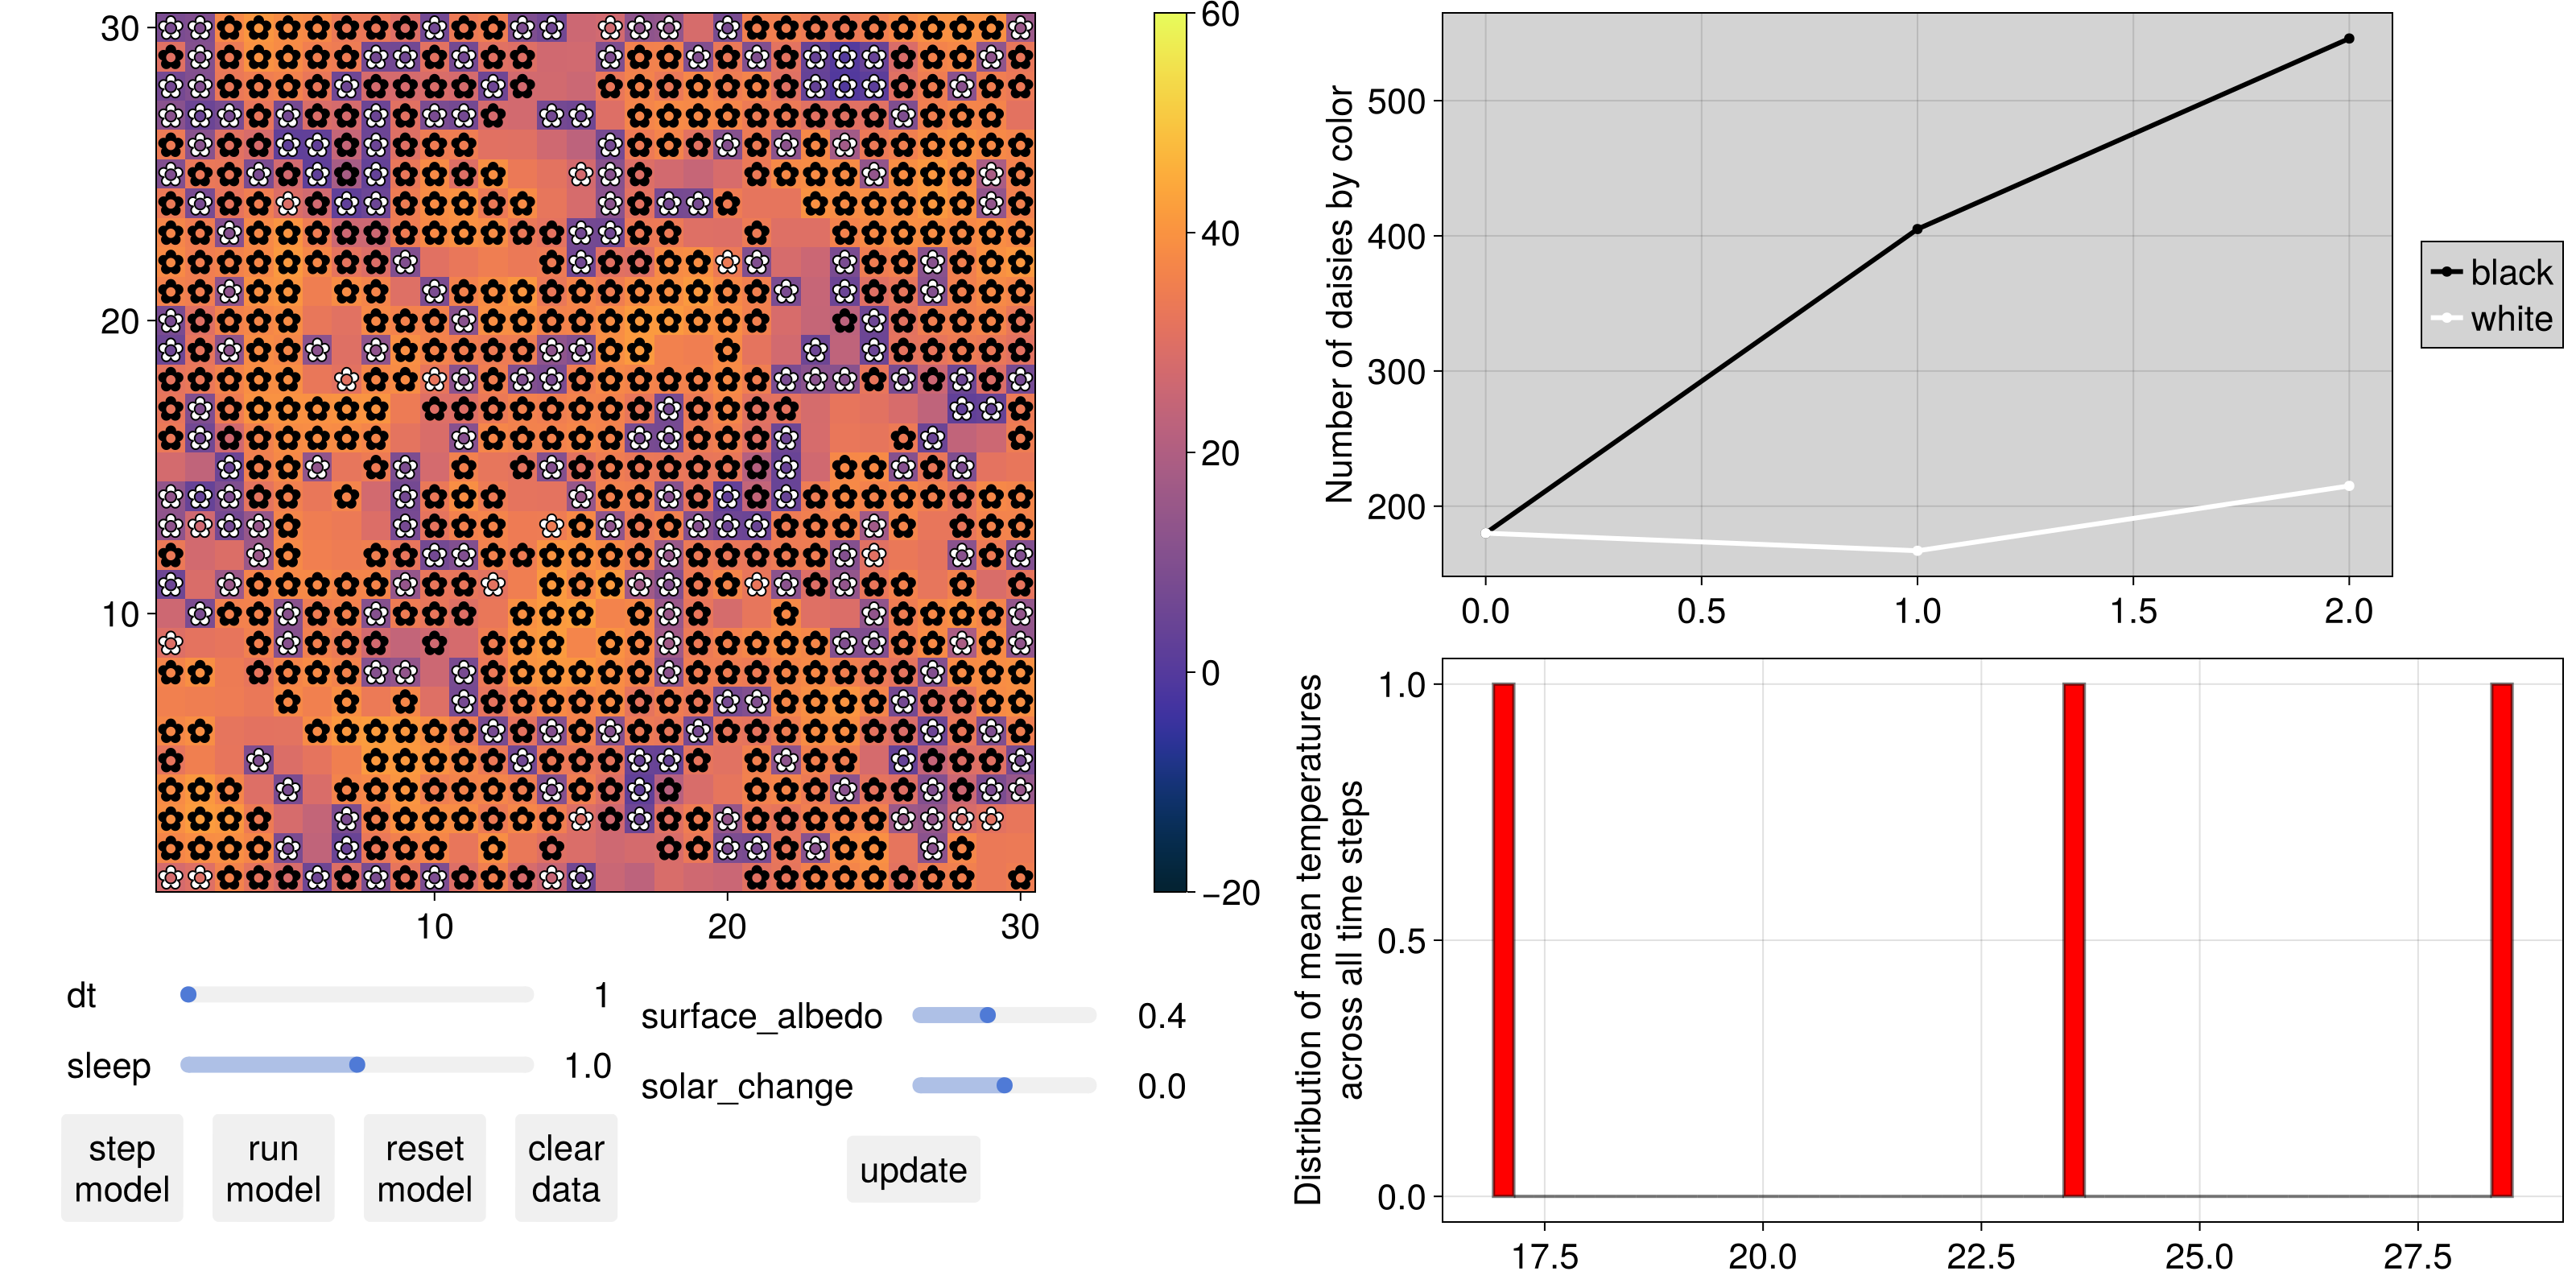 30
20
10
10
20
30
60
40
20
0
−20
Number of daisies by color
500
400
300
200
0.0
0.5
1.0
1.5
2.0
black
white
Distribution of mean temperatures
across all time steps
1.0
0.5
0.0
17.5
20.0
22.5
25.0
27.5
dt
1
sleep
1.0
surface_albedo
0.4
solar_change
0.0
step
model
run
model
reset
model
clear
data
update